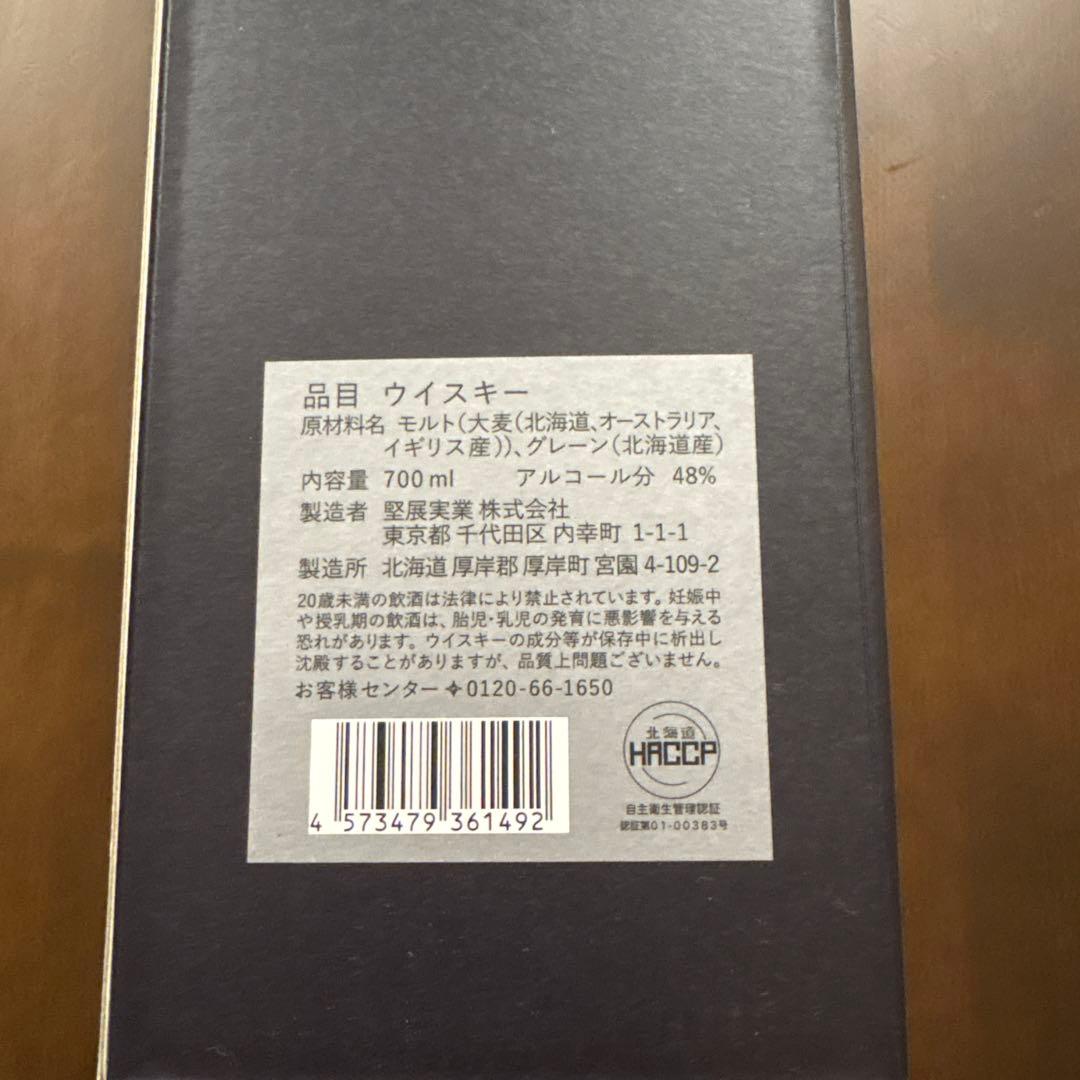 品目 ウイスキー
原材料名 モルト(大麦(北海道、オーストラリア、
イギリス産))、グレーン(北海道産)
内容量 700 ml アルコール分 48%
製造者 堅展実業 株式会社
東京都 千代田区 内幸町 1-1-1
製造所 北海道 厚岸郡 厚岸町 宮園 4-109-2
20歳未満の飲酒は法律により禁止されています。妊娠中
や授乳期の飲酒は、胎児・乳児の発育に悪影響を与える
恐れがあります。ウイスキーの成分等が保存中に析出し
沈殿することがありますが、品質上問題ございません。
お客様センター✦0120-66-1650
4 573479 361492
北海道
HACCP
自主衛生管理認証
認証第01-00383号